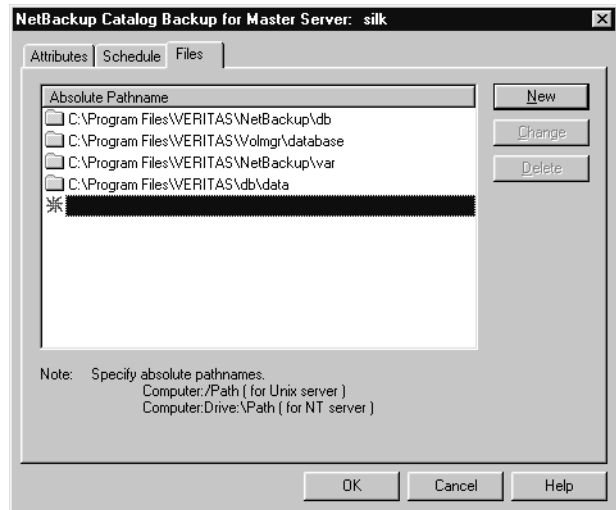 NetBackup Catalog Backup for Master Server: silk
Attributes Schedule Files
Absolute Pathname
C:\Program Files\VERITAS\NetBackup\db
C:\Program Files\VERITAS\Volmgr\database
C:\Program Files\VERITAS\NetBackup\var
C:\Program Files\VERITAS\db\data
New
Change
Delete
Note: Specify absolute pathnames.
Computer:/Path ( for Unix server )
Computer:Drive:\Path ( for NT server )
OK Cancel Help